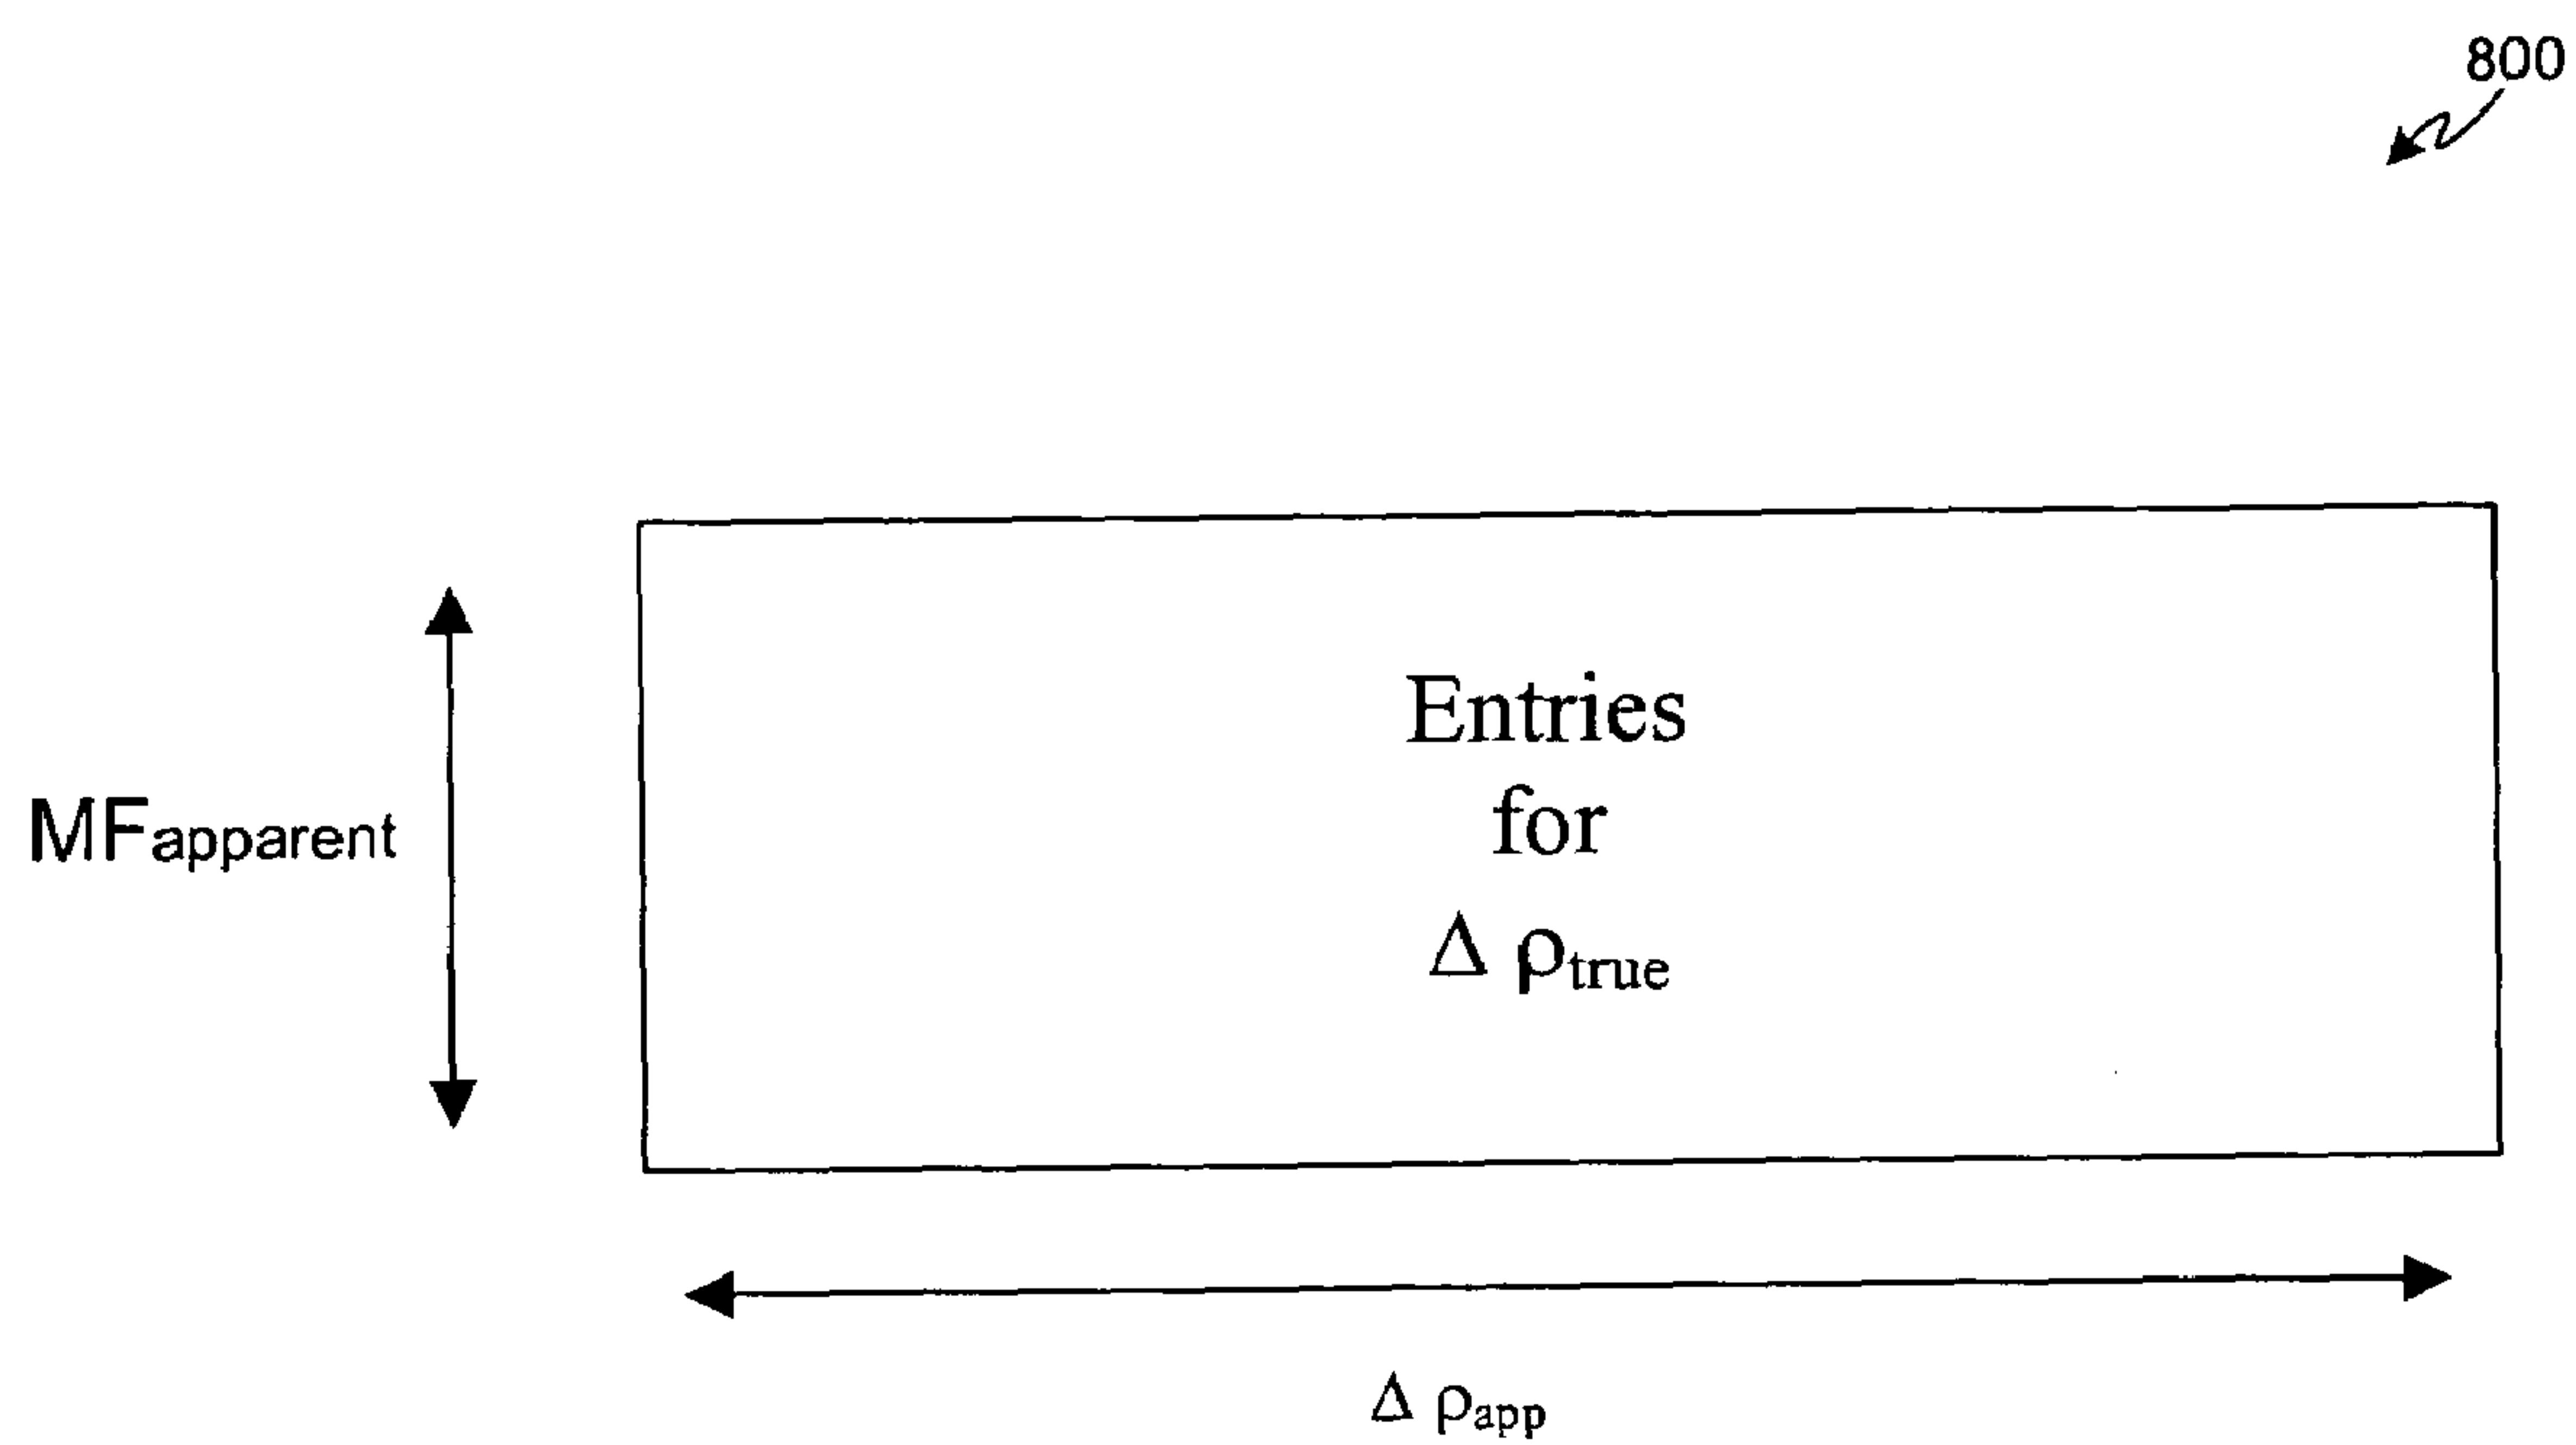 800
Entries
for
Δ ρtrue
MFapparent
Δ ρapp